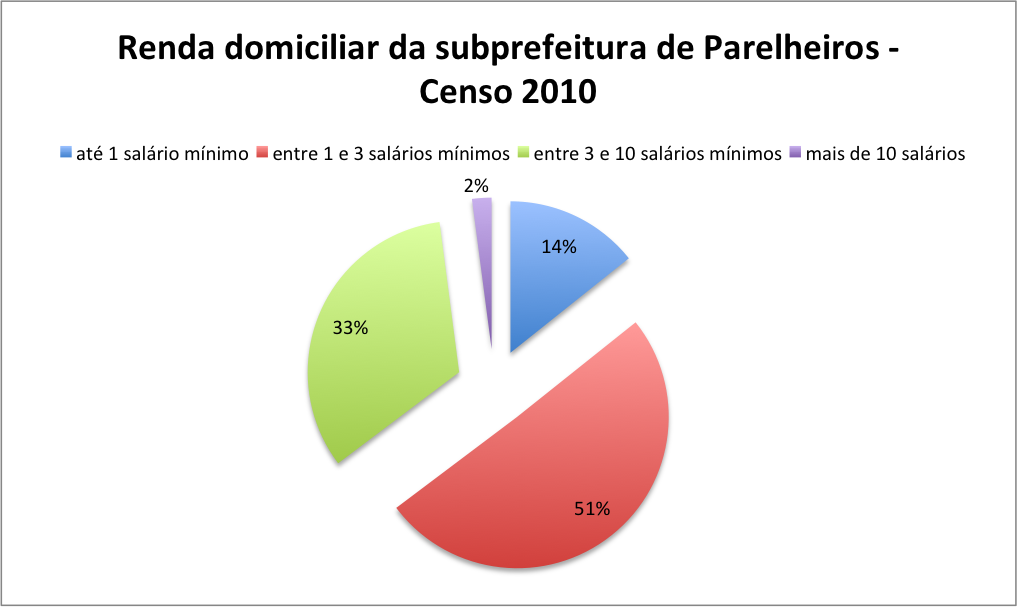 Renda domiciliar da subprefeitura de Parelheiros -
Censo 2010
até 1 salário mínimo entre 1 e 3 salários mínimos entre 3 e 10 salários mínimos mais de 10 salários
2%
14%
33%
51%